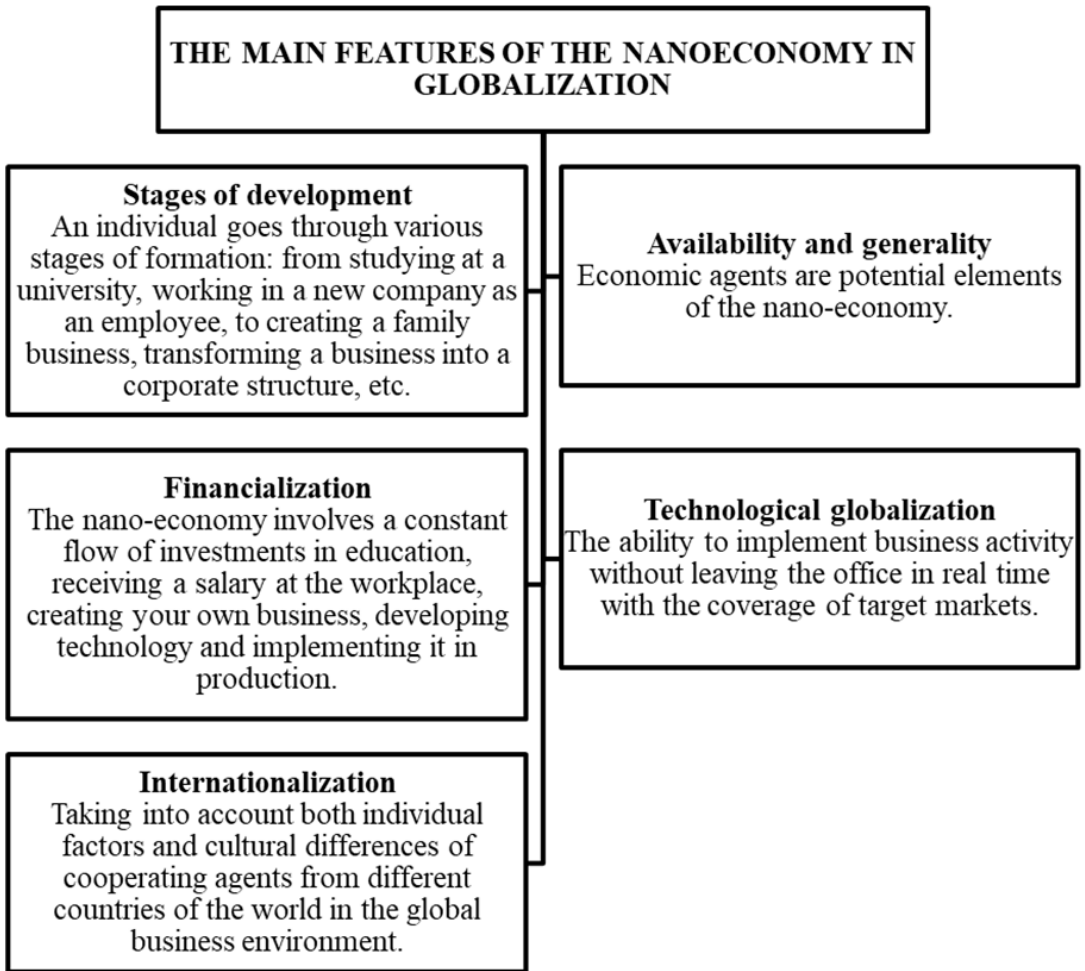 THE MAIN FEATURES OF THE NANOECONOMY IN
GLOBALIZATION
Stages of development
An individual goes through various
stages of formation: from studying at a
university, working in a new company as
an employee, to creating a family
business, transforming a business into a
corporate structure, etc.
Availability and generality
Economic agents are potential elements
of the nano-economy.
Financialization
The nano-economy involves a constant
flow of investments in education,
receiving a salary at the workplace,
creating your own business, developing
technology and implementing it in
production.
Technological globalization
The ability to implement business activity
without leaving the office in real time
with the coverage of target markets.
Internationalization
Taking into account both individual
factors and cultural differences of
cooperating agents from different
countries of the world in the global
business environment.